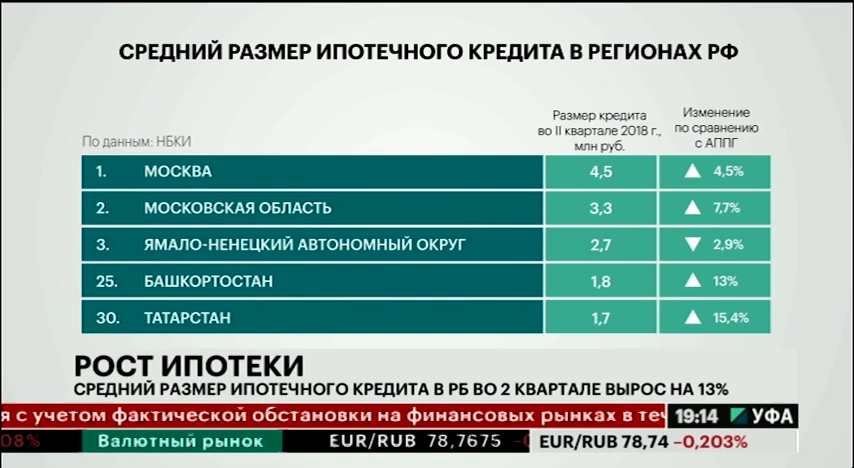 СРЕДНИЙ РАЗМЕР ИПОТЕЧНОГО КРЕДИТА В РЕГИОНАХ РФ
По данным: НБКИ
Размер кредита
во II квартале 2018 г.,
млн руб.
Изменение
по сравнению
с АППГ
1. МОСКВА 4,5 ▲ 4,5%
2. МОСКОВСКАЯ ОБЛАСТЬ 3,3 ▲ 7,7%
3. ЯМАЛО-НЕНЕЦКИЙ АВТОНОМНЫЙ ОКРУГ 2,7 ▼ 2,9%
25. БАШКОРТОСТАН 1,8 ▲ 13%
30. ТАТАРСТАН 1,7 ▲ 15,4%
РОСТ ИПОТЕКИ
СРЕДНИЙ РАЗМЕР ИПОТЕЧНОГО КРЕДИТА В РБ ВО 2 КВАРТАЛЕ ВЫРОС НА 13%
я с учетом фактической обстановки на финансовых рынках в теч 19:14 УФА
08% Валютный рынок EUR/RUB 78,7675 EUR/RUB 78,74 –0,203%